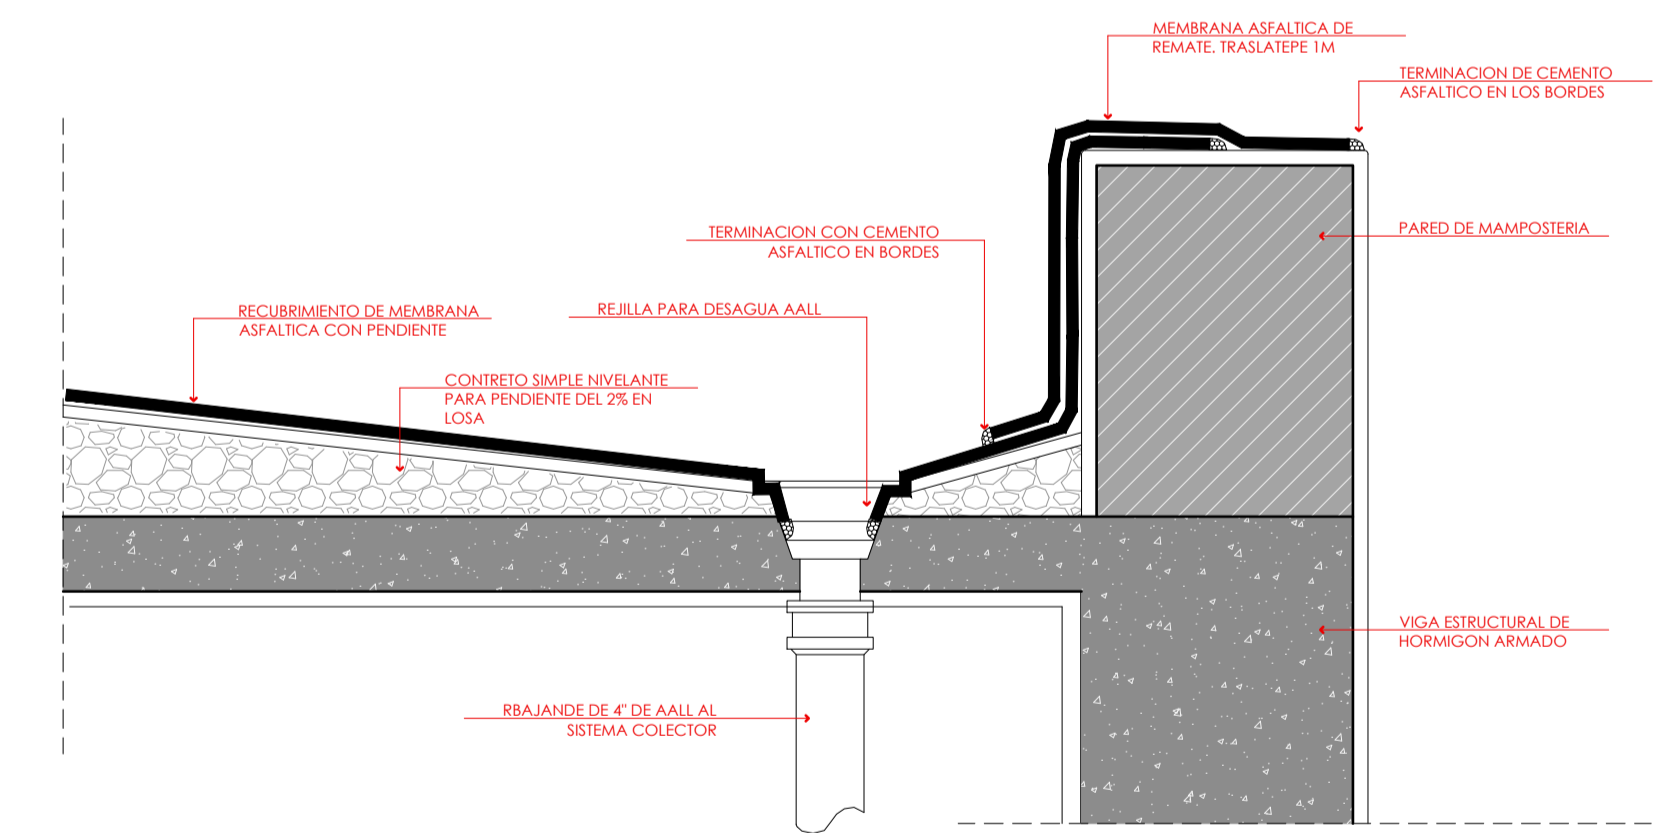 MEMBRANA ASFALTICA DE
REMATE. TRASLATEPE 1M
TERMINACION DE CEMENTO
ASFALTICO EN LOS BORDES
TERMINACION CON CEMENTO
ASFALTICO EN BORDES
PARED DE MAMPOSTERIA
RECUBRIMIENTO DE MEMBRANA
ASFALTICA CON PENDIENTE
REJILLA PARA DESAGUA AALL
CONTRETO SIMPLE NIVELANTE
PARA PENDIENTE DEL 2% EN
LOSA
VIGA ESTRUCTURAL DE
HORMIGON ARMADO
RBAJANDE DE 4" DE AALL AL
SISTEMA COLECTOR